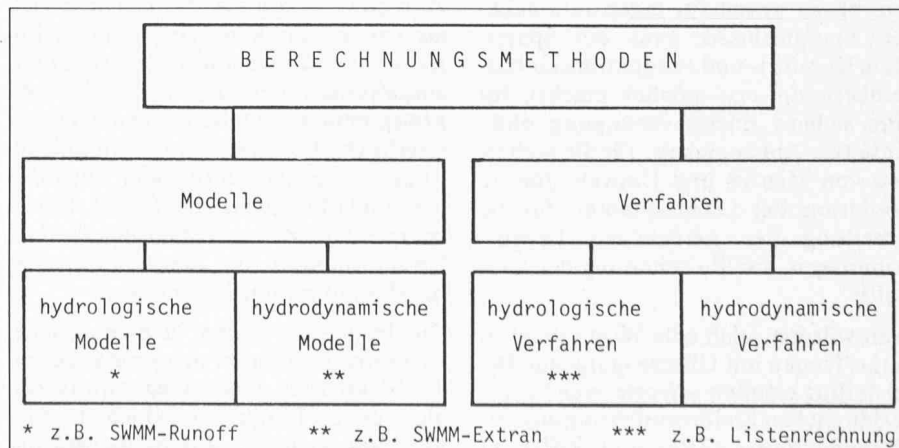 BERECHNUNGSMETHODEN
Modelle
Verfahren
hydrologische
Modelle
*
hydrodynamische
Modelle
**
hydrologische
Verfahren
***
hydrodynamische
Verfahren
* z.B. SWMM-Runoff ** z.B. SWMM-Extran *** z.B. Listenrechnung